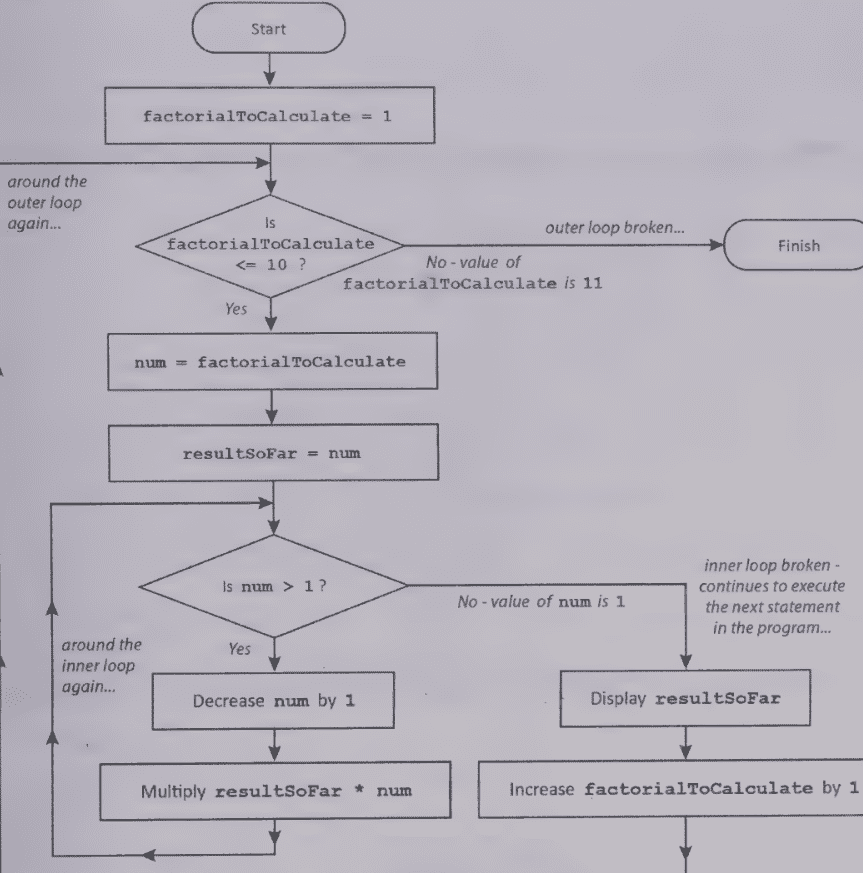 Start
factorialToCalculate = 1
around the
outer loop
again...
Is
factorialToCalculate
<= 10 ?
outer loop broken...
Finish
No - value of
factorialToCalculate is 11
Yes
num = factorialToCalculate
resultSoFar = num
Is num > 1 ?
No - value of num is 1
inner loop broken -
continues to execute
the next statement
in the program...
around the
inner loop
again...
Yes
Decrease num by 1
Display resultSoFar
Multiply resultSoFar * num
Increase factorialToCalculate by 1